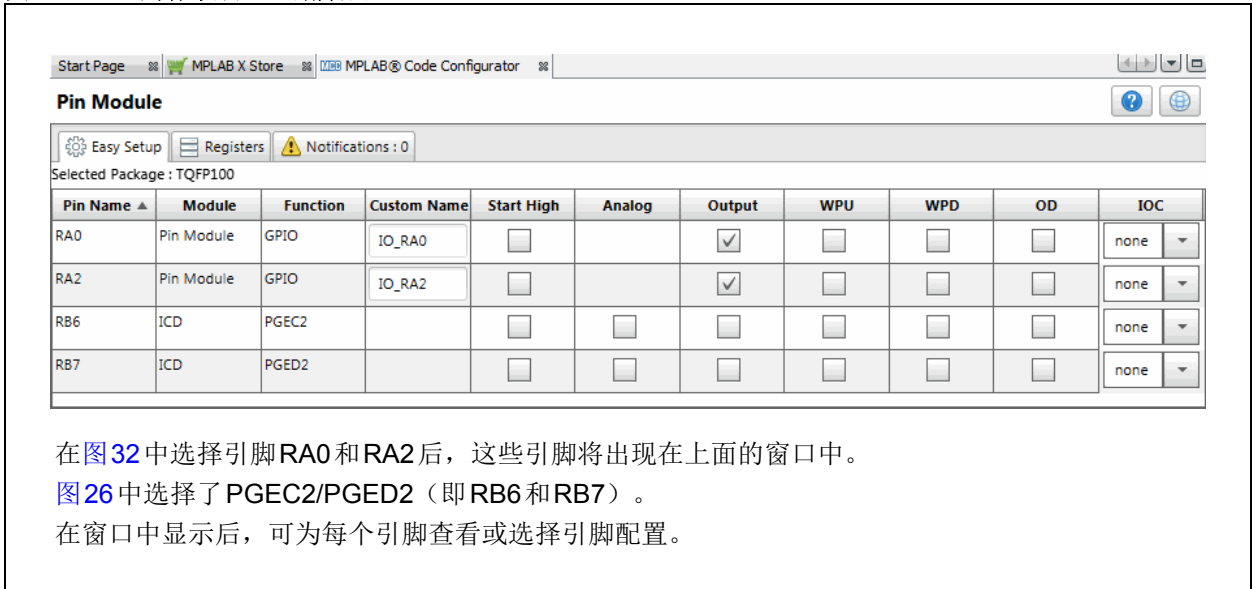 Start Page MPLAB X Store MPLAB® Code Configurator
Pin Module
Easy Setup Registers Notifications : 0
Selected Package : TQFP100
Pin Name Module Function Custom Name Start High Analog Output WPU WPD OD IOC
RA0 Pin Module GPIO IO_RA0 none
RA2 Pin Module GPIO IO_RA2 none
RB6 ICD PGEC2 none
RB7 ICD PGED2 none
在图32中选择引脚RA0和RA2后，这些引脚将出现在上面的窗口中。
图26中选择了PGEC2/PGED2（即RB6和RB7）。
在窗口中显示后，可为每个引脚查看或选择引脚配置。